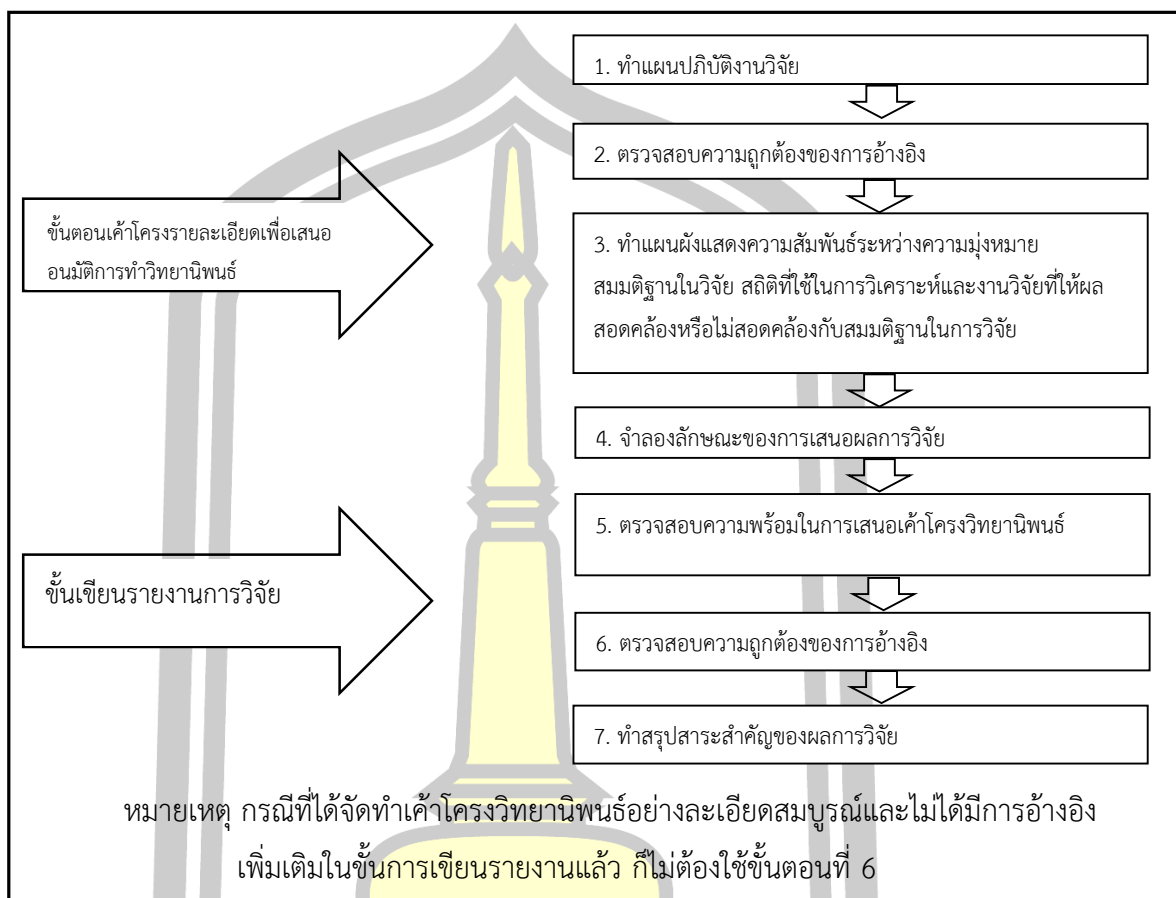 1. ทำแผนปฏิบัติงานวิจัย
2. ตรวจสอบความถูกต้องของการอ้างอิง
ขั้นตอนเค้าโครงรายละเอียดเพื่อเสนอ
อนมัติการทำวิทยานิพนธ์
3. ทำแผนผังแสดงความสัมพันธ์ระหว่างความมุ่งหมาย
สมมติฐานในวิจัย สถิติที่ใช้ในการวิเคราะห์และงานวิจัยที่ให้ผล
สอดคล้องหรือไม่สอดคล้องกับสมมติฐานในการวิจัย
4. จำลองลักษณะของการเสนอผลการวิจัย
5. ตรวจสอบความพร้อมในการเสนอเค้าโครงวิทยานิพนธ์
ขั้นเขียนรายงานการวิจัย
6. ตรวจสอบความถูกต้องของการอ้างอิง
7. ทำสรุปสาระสำคัญของผลการวิจัย
หมายเหตุ กรณีที่ได้จัดทำเค้าโครงวิทยานิพนธ์อย่างละเอียดสมบูรณ์และไม่ได้มีการอ้างอิง
เพิ่มเติมในขั้นการเขียนรายงานแล้ว ก็ไม่ต้องใช้ขั้นตอนที่ 6